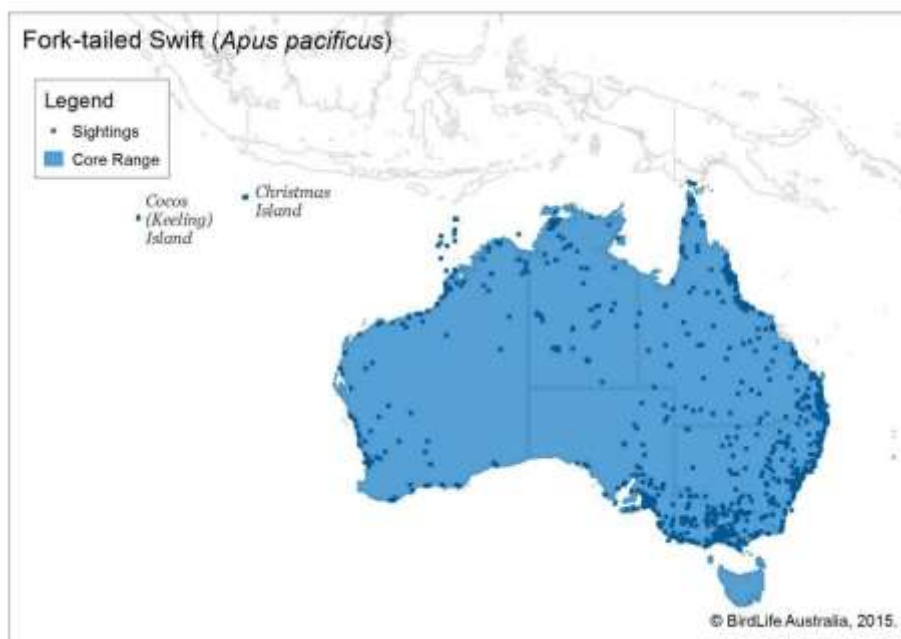 Fork-tailed Swift (Apus pacificus)
Legend
Sightings
Core Range
Cocos
(Keeling)
Island
Christmas
Island
© BirdLife Australia, 2015.